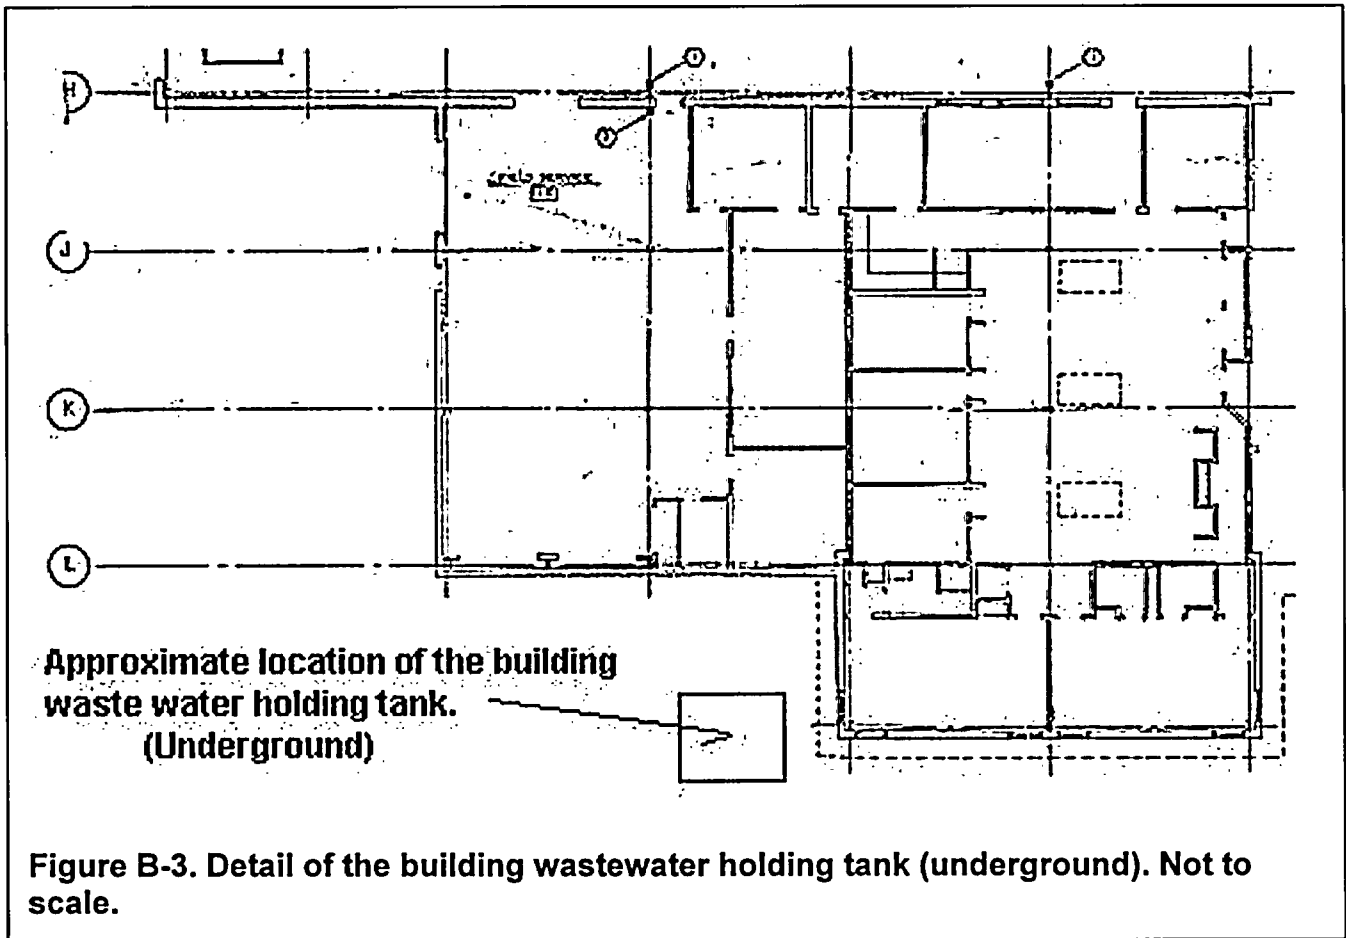 H
J
K
L
Approximate location of the building
waste water holding tank.
(Underground)
Figure B-3. Detail of the building wastewater holding tank (underground). Not to
scale.